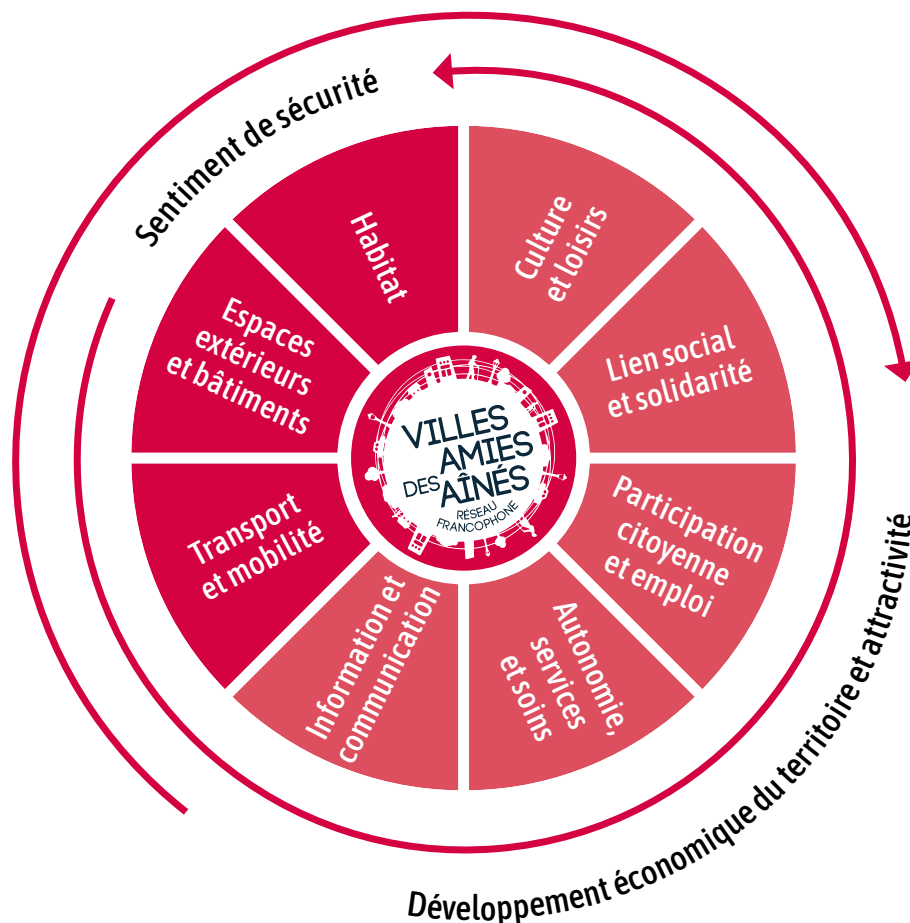 Sentiment de sécurité
Habitat
Culture
et loisirs
Espaces
extérieurs
et bâtiments
Lien social
et solidarité
VILLES
AMIES
DES AÎNÉS
RÉSEAU
FRANCOPHONE
Transport
et mobilité
Participation
citoyenne
et emploi
Information et
communication
Autonomie,
services
et soins
Développement économique du territoire et attractivité